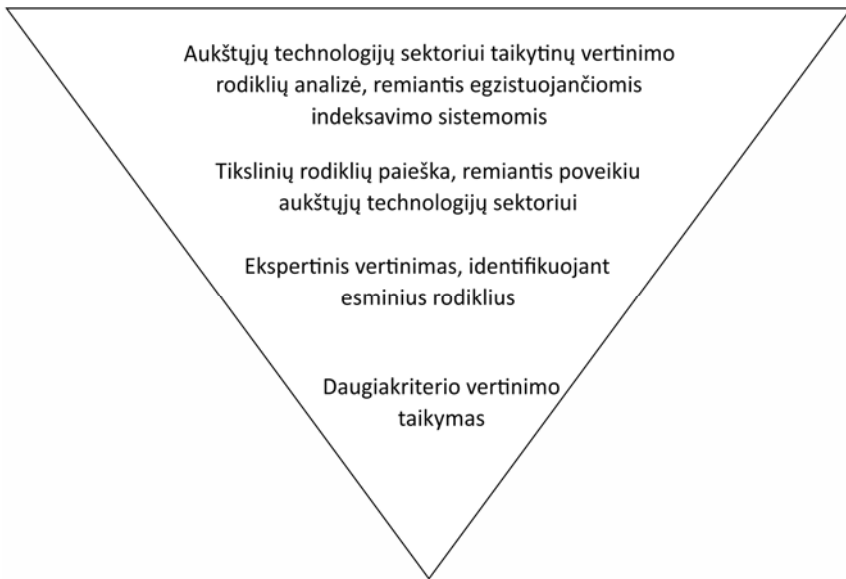 Aukštųjų technologijų sektoriui taikytinų vertinimo
rodiklių analizė, remiantis egzistuojančiomis
indeksavimo sistemomis
Tikslinių rodiklių paieška, remiantis poveikiu
aukštųjų technologijų sektoriui
Ekspertinis vertinimas, identifikuojant
esminius rodiklius
Daugiakriterio vertinimo
taikymas